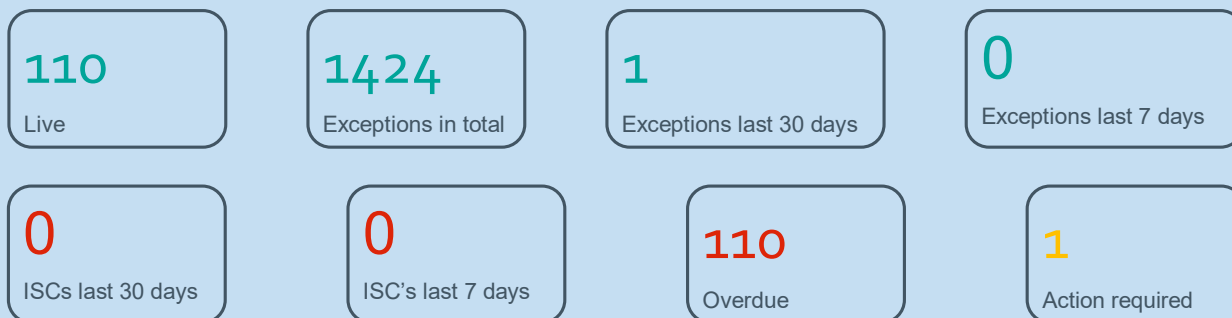 110
Live
1424
Exceptions in total
1
Exceptions last 30 days
0
Exceptions last 7 days
0
ISCs last 30 days
0
ISC's last 7 days
110
Overdue
1
Action required